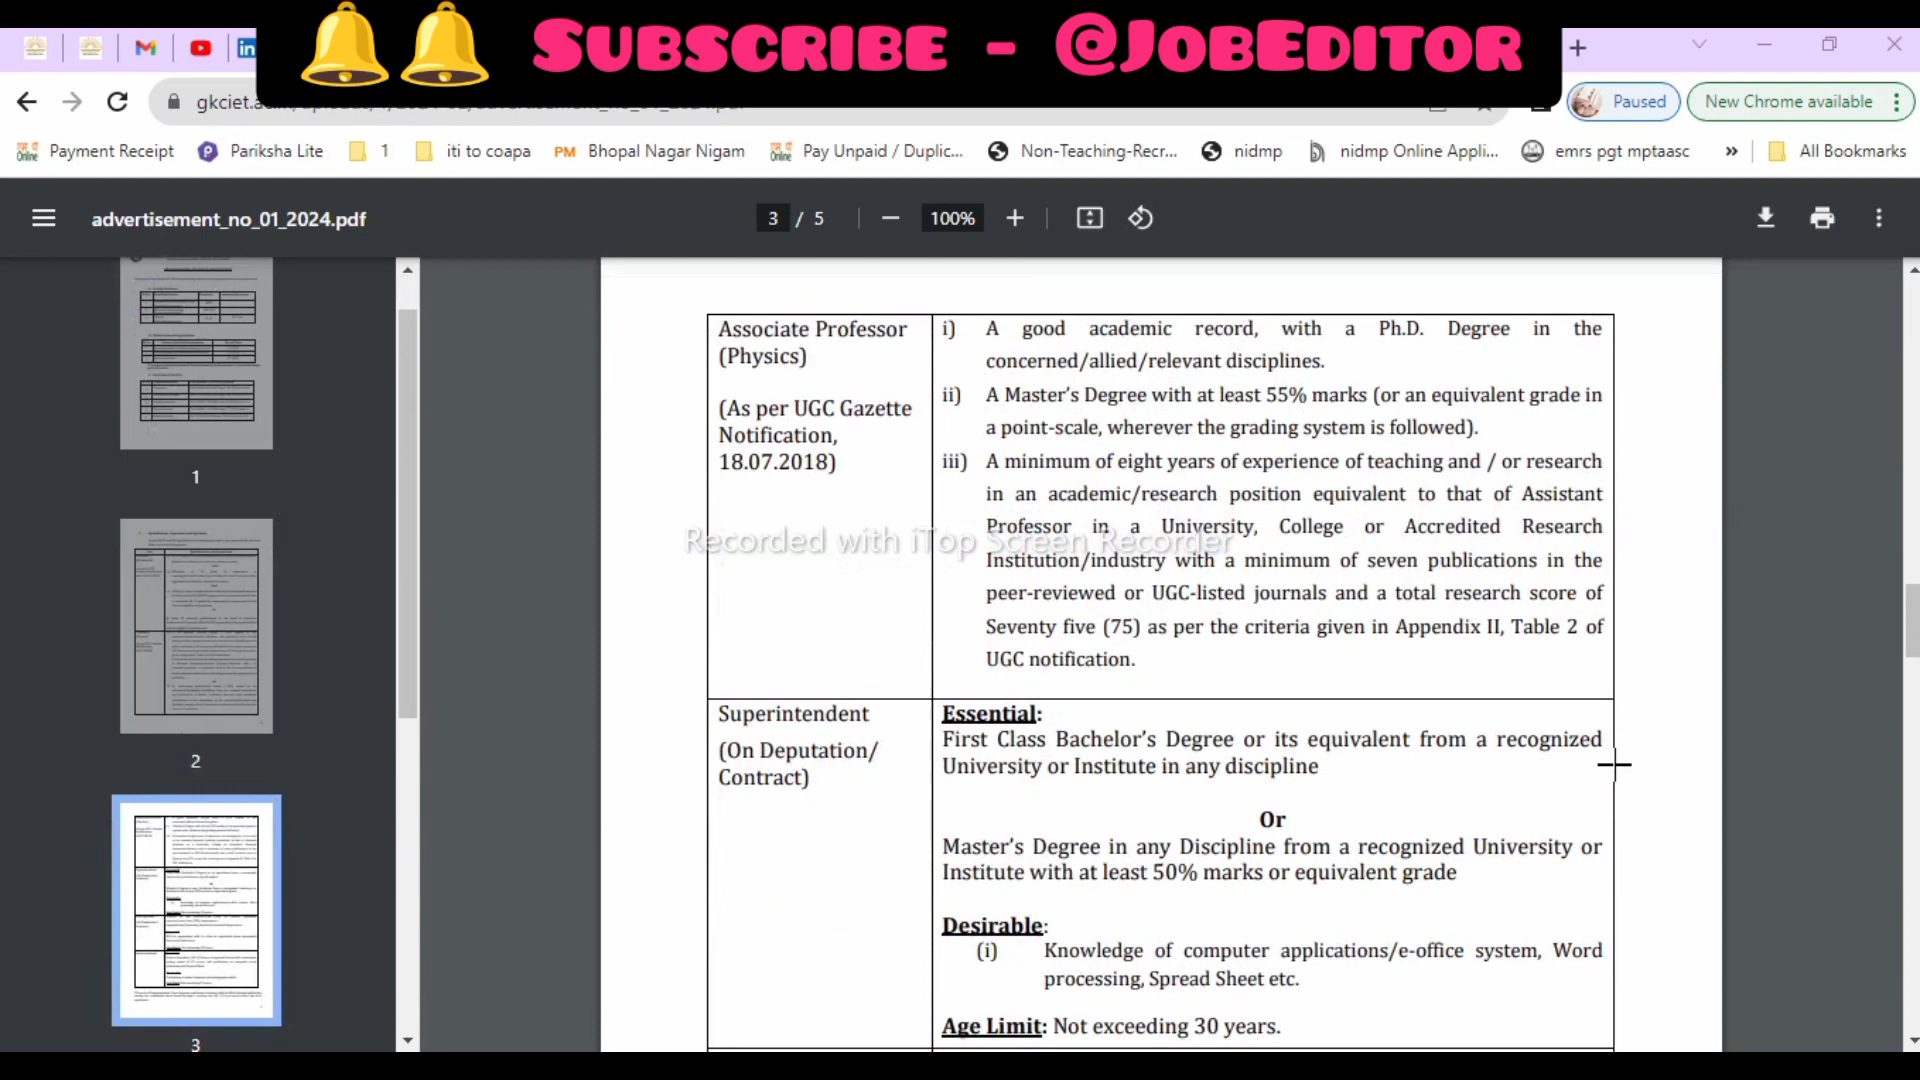 SUBSCRIBE - @JOBEDITOR
Paused
New Chrome available
Payment Receipt
Pariksha Lite
1
iti to coapa
PM Bhopal Nagar Nigam
Pay Unpaid / Duplic...
Non-Teaching-Recr...
nidmp
nidmp Online Appli...
emrs pgt mptaasc
»
All Bookmarks
advertisement_no_01_2024.pdf
3 / 5
100%
1
2
3
Associate Professor
(Physics)
(As per UGC Gazette
Notification,
18.07.2018)
i) A good academic record, with a Ph.D. Degree in the
concerned/allied/relevant disciplines.
ii) A Master's Degree with at least 55% marks (or an equivalent grade in
a point-scale, wherever the grading system is followed).
iii) A minimum of eight years of experience of teaching and / or research
in an academic/research position equivalent to that of Assistant
Professor in a University, College or Accredited Research
Institution/industry with a minimum of seven publications in the
peer-reviewed or UGC-listed journals and a total research score of
Seventy five (75) as per the criteria given in Appendix II, Table 2 of
UGC notification.
Recorded with iTop Screen Recorder
Superintendent
(On Deputation/
Contract)
Essential:
First Class Bachelor's Degree or its equivalent from a recognized
University or Institute in any discipline
Or
Master's Degree in any Discipline from a recognized University or
Institute with at least 50% marks or equivalent grade
Desirable:
(i) Knowledge of computer applications/e-office system, Word
processing, Spread Sheet etc.
Age Limit: Not exceeding 30 years.